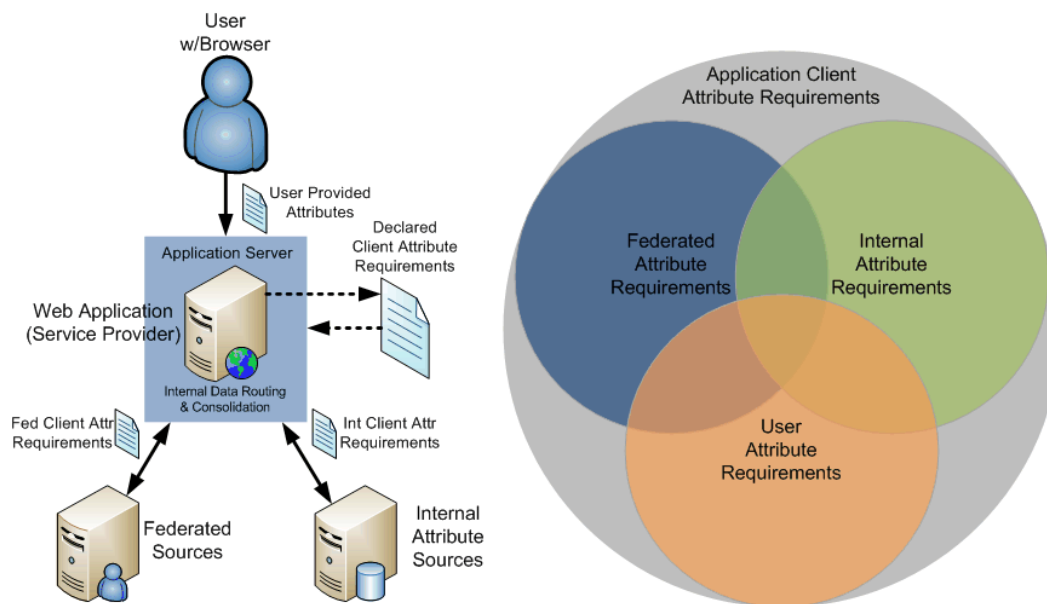 User
w/Browser
User Provided
Attributes
Application Server
Declared
Client Attribute
Requirements
Web Application
(Service Provider)
Internal Data Routing
& Consolidation
Fed Client Attr
Requirements
Int Client Attr
Requirements
Federated
Sources
Internal
Attribute
Sources
Application Client
Attribute Requirements
Federated
Attribute
Requirements
Internal
Attribute
Requirements
User
Attribute
Requirements